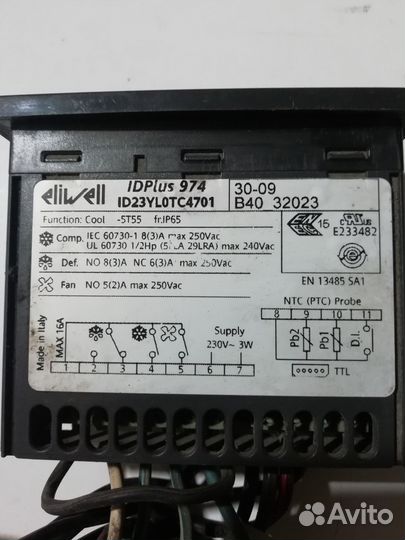 eliwell
IDPlus 974
ID23YL0TC4701
30-09
B40 32023
Function: Cool -5T55 fr.IP65
Comp. IEC 60730-1 8(3)A max 250Vac
UL 60730 1/2Hp ( 29LRA) max 240Vac
Def. NO 8(3)A NC 6(3)A max 250Vac
Fan NO 5(2)A max 250Vac
15
E233482
EN 13485 SA1
NTC (PTC) Probe
8 9 10 11
Pb2 Pb1 D.I.
TTL
Made in Italy
MAX 16A
Supply
230V~ 3W
1 2 3 4 5 6 7
Avito